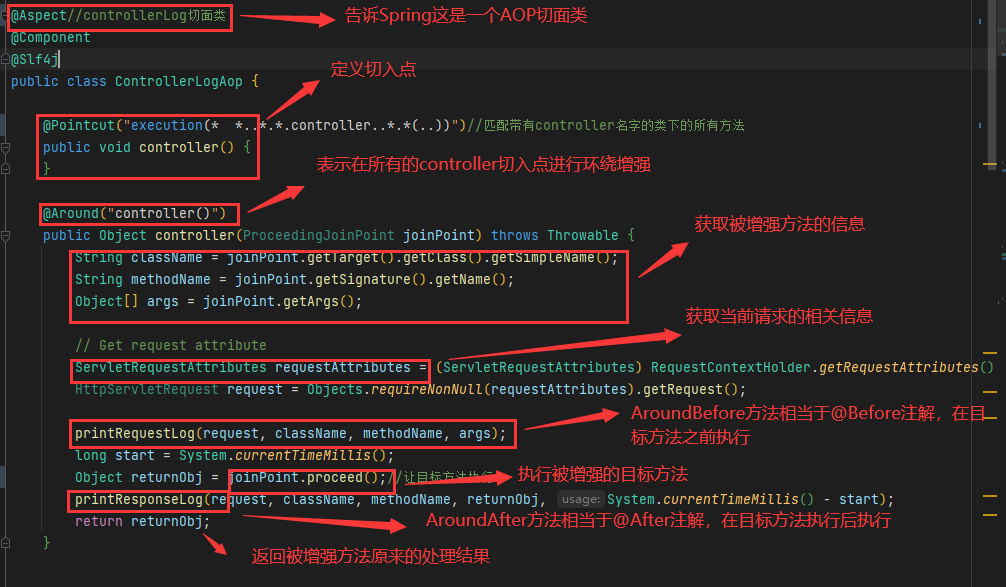 @Aspect//controllerLog切面类 告诉Spring这是一个AOP切面类
@Component
@Slf4j
定义切入点
public class ControllerLogAop {
@Pointcut("execution(* *..*.*.controller..*.*(..))")//匹配带有controller名字的类下的所有方法
public void controller() {
}
表示在所有的controller切入点进行环绕增强
@Around("controller()")
获取被增强方法的信息
public Object controller(ProceedingJoinPoint joinPoint) throws Throwable {
String className = joinPoint.getTarget().getClass().getSimpleName();
String methodName = joinPoint.getSignature().getName();
Object[] args = joinPoint.getArgs();
获取当前请求的相关信息
// Get request attribute
ServletRequestAttributes requestAttributes = (ServletRequestAttributes) RequestContextHolder.getRequestAttributes()
HttpServletRequest request = Objects.requireNonNull(requestAttributes).getRequest();
AroundBefore方法相当于@Before注解，在目
标方法之前执行
printRequestLog(request, className, methodName, args);
long start = System.currentTimeMillis();
Object returnObj = joinPoint.proceed();//让目标方法执行 执行被增强的目标方法
printResponseLog(request, className, methodName, returnObj, usage: System.currentTimeMillis() - start);
return returnObj; AroundAfter方法相当于@After注解，在目标方法执行后执行
}
返回被增强方法原来的处理结果